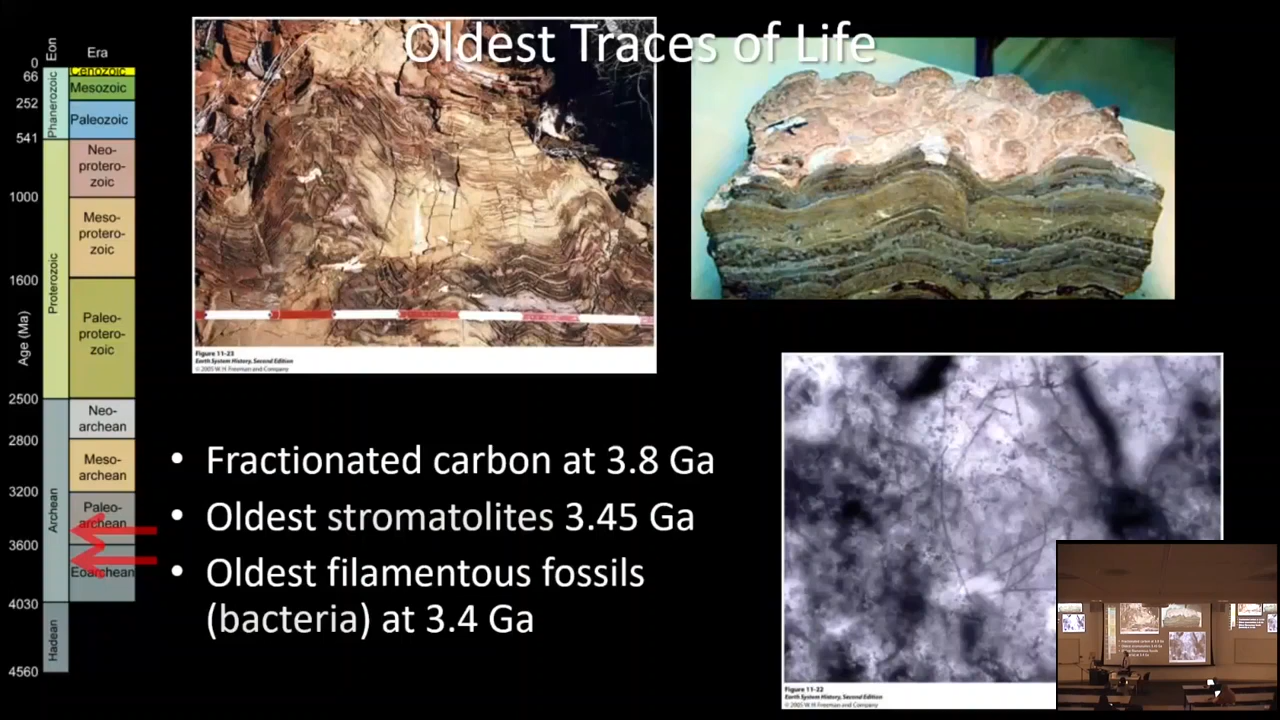 Oldest Traces of Life
Eon
Era
0
66
252
541
1000
1600
2500
2800
3200
3600
4030
4560
Age (Ma)
Phanerozoic
Proterozoic
Archean
Hadean
Cenozoic
Mesozoic
Paleozoic
Neo-
protero-
zoic
Meso-
protero-
zoic
Paleo-
protero-
zoic
Neo-
archean
Meso-
archean
Paleo-
archean
Eoarchean
Figure 11-23
Earth System History, Second Edition
© 2005 W.H. Freeman and Company
• Fractionated carbon at 3.8 Ga
• Oldest stromatolites 3.45 Ga
• Oldest filamentous fossils
(bacteria) at 3.4 Ga
Figure 11-22
Earth System History, Second Edition
© 2005 W.H. Freeman and Company